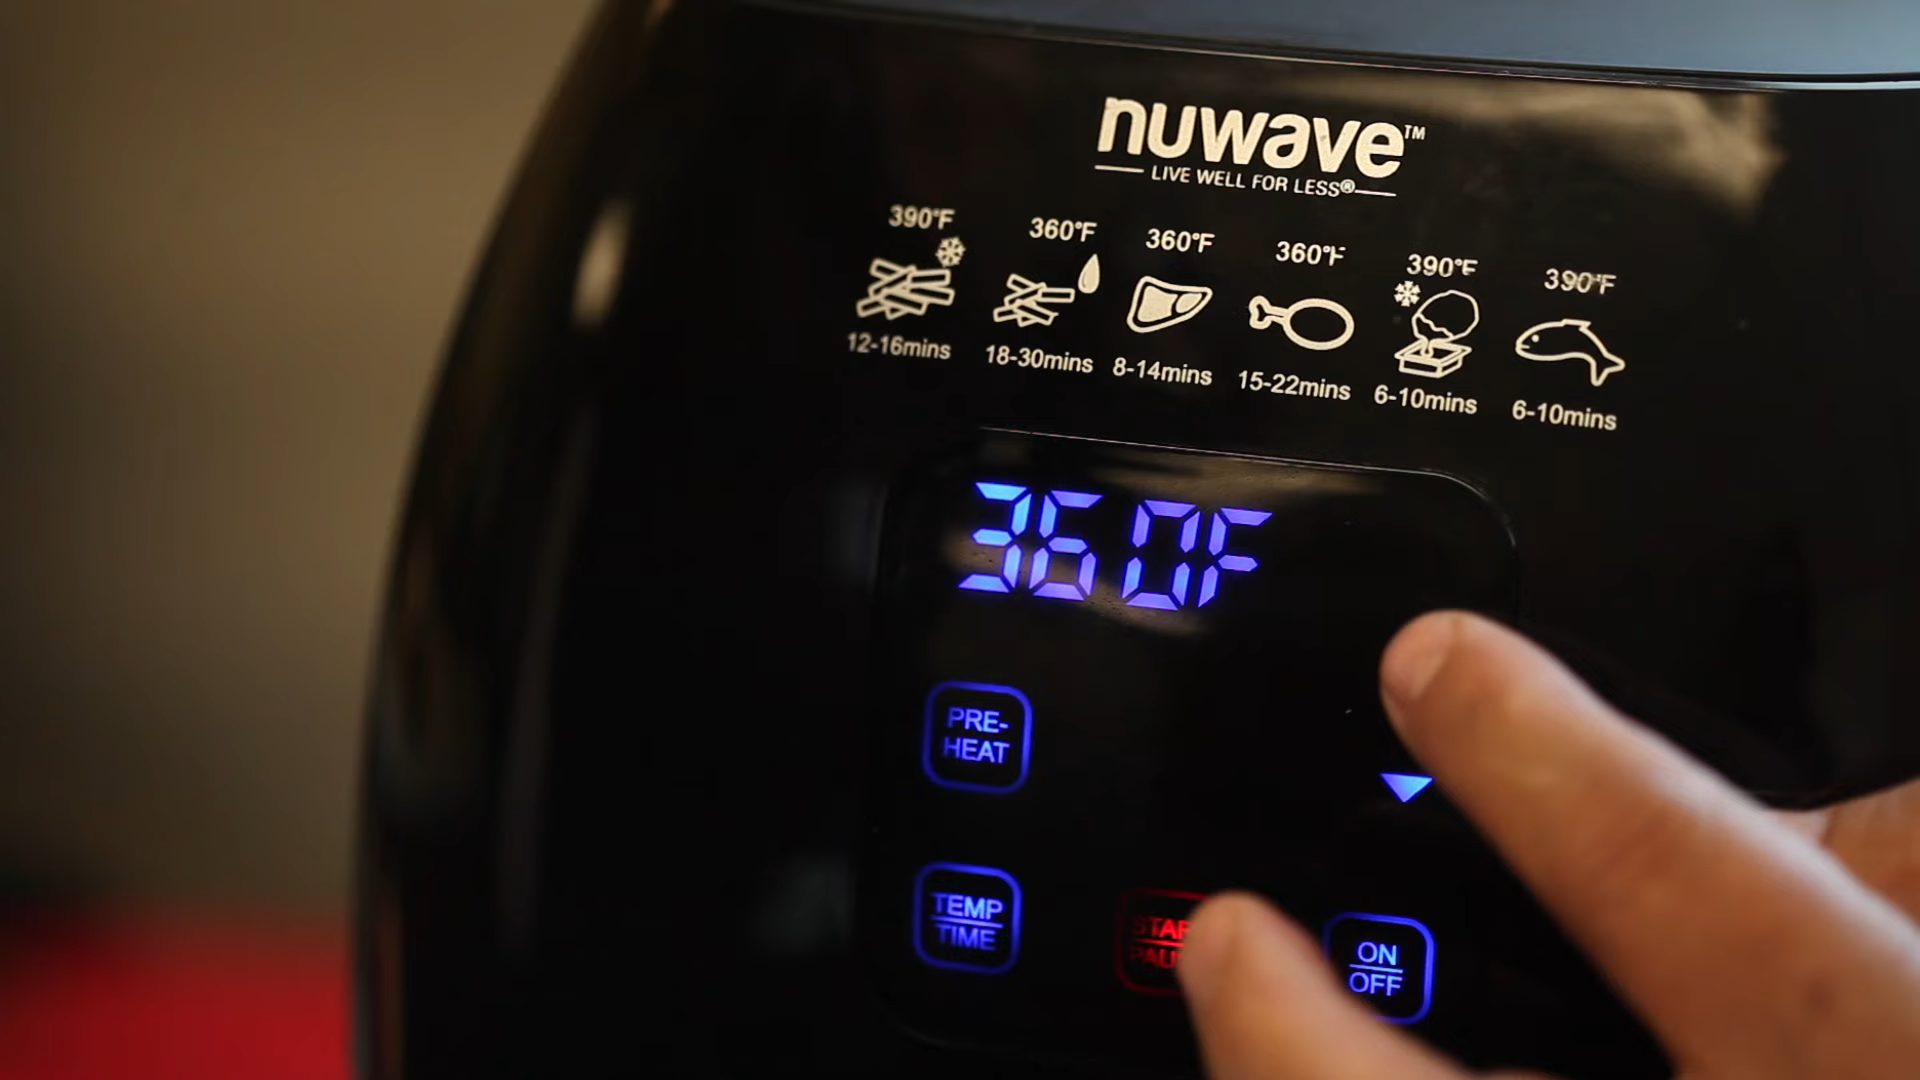 nuwave™
LIVE WELL FOR LESS®
390°F 360°F 360°F 360°F 390°F 390°F
12-16mins 18-30mins 8-14mins 15-22mins 6-10mins 6-10mins
360F
PRE-
HEAT
TEMP
TIME
ON
OFF